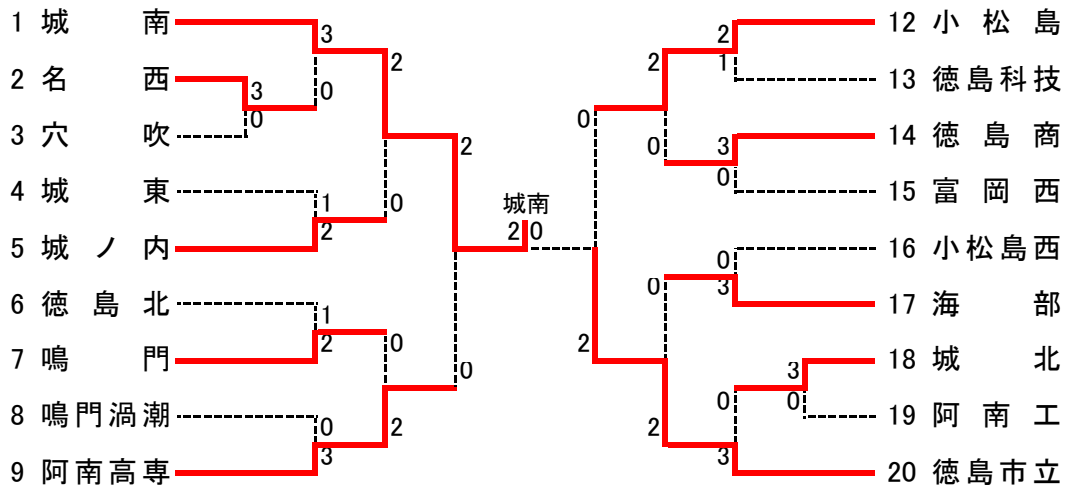 1 城南
2 名西
3 穴吹
4 城東
5 城ノ内
6 徳島北
7 鳴門
8 鳴門渦潮
9 阿南高専
3
0
3
0
1
2
1
2
0
3
2
0
0
2
2
0
城南
2 0
0
2
2
0
0
2
2
1
3
0
0
3
0
3
3
0
12 小松島
13 徳島科技
14 徳島商
15 富岡西
16 小松島西
17 海部
18 城北
19 阿南工
20 徳島市立